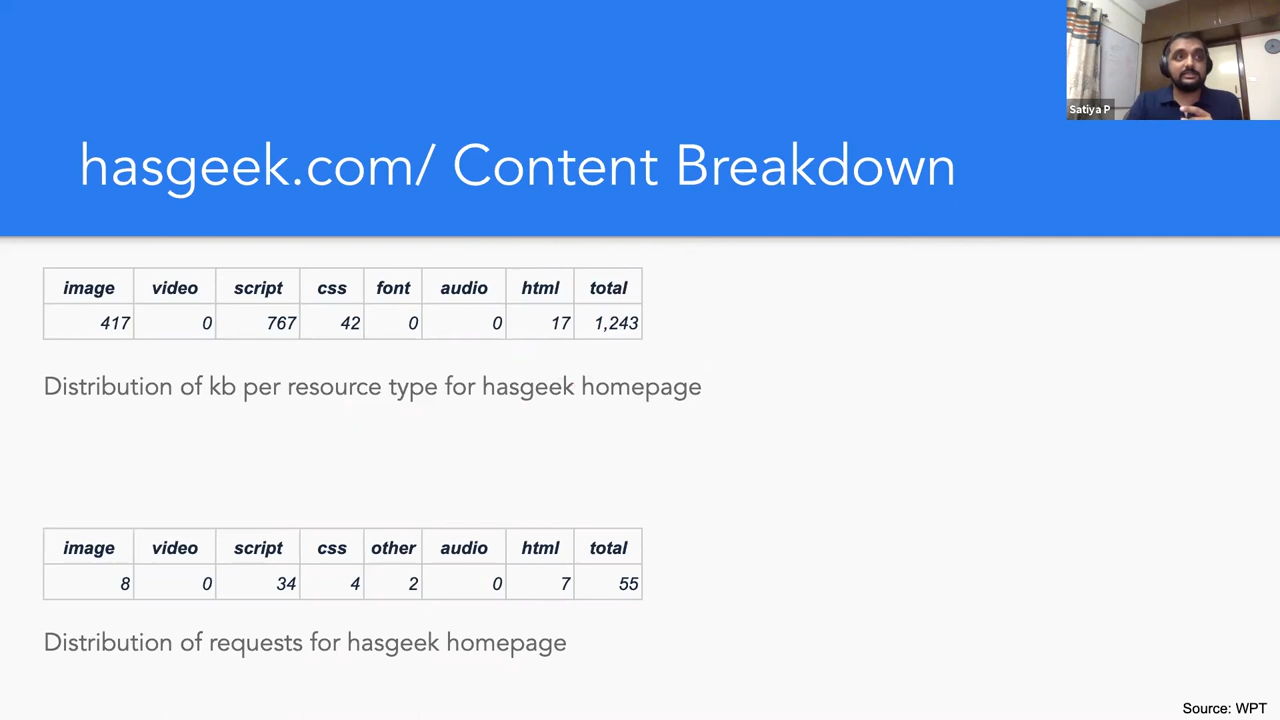 Satiya P
hasgeek.com/ Content Breakdown
image video script css font audio html total
417 0 767 42 0 0 17 1,243
Distribution of kb per resource type for hasgeek homepage
image video script css other audio html total
8 0 34 4 2 0 7 55
Distribution of requests for hasgeek homepage
Source: WPT